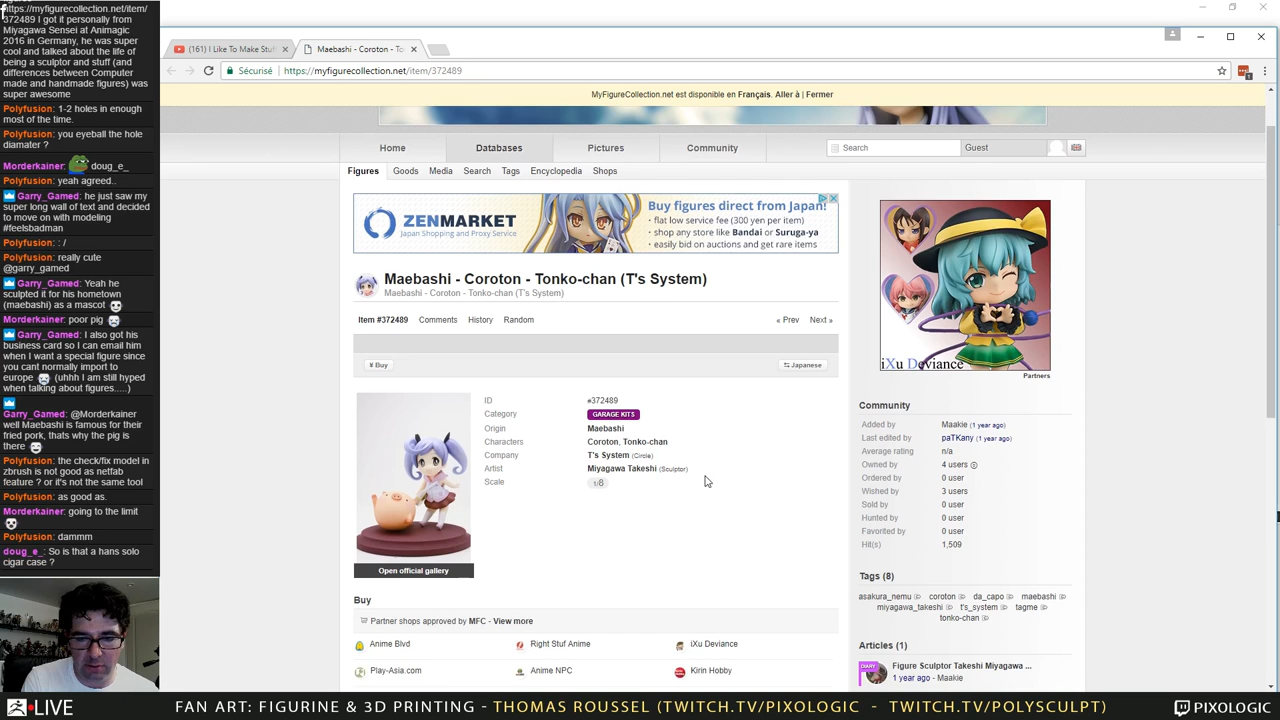 https://myfigurecollection.net/item/
372489 I got it personally from
Miyagawa Sensei at Animagic
2016 in Germany, he was super
cool and talked about the life of
being a sculptor and stuff (and
differences between Computer
made and handmade figures) was
super awesome
Polyfusion: 1-2 holes in enough
most of the time.
Polyfusion: you eyeball the hole
diamater ?
Morderkainer: doug_e_
Polyfusion: yeah agreed..
Garry_Gamed: he just saw my
super long wall of text and decided
to move on with modeling
#feelsbadman
Polyfusion: : /
Polyfusion: really cute
@garry_gamed
Garry_Gamed: Yeah he
sculpted it for his hometown
(maebashi) as a mascot
Morderkainer: poor pig
Garry_Gamed: I also got his
business card so I can email him
when I want a special figure since
you cant normally import to
europe (uhhh I am still hyped
when talking about figures.....)
Garry_Gamed: @Morderkainer
well Maebashi is famous for their
fried pork, thats why the pig is
there
Polyfusion: the check/fix model in
zbrush is not good as netfab
feature ? or it's not the same tool
Polyfusion: as good as.
Morderkainer: going to the limit
Polyfusion: dammm
doug_e_: So is that a hans solo
cigar case ?
(161) I Like To Make Stuf
Maebashi - Coroton - To
Sécurisé
https://myfigurecollection.net/item/372489
MyFigureCollection.net est disponible en Français. Aller à | Fermer
Home
Databases
Pictures
Community
Search
Guest
Figures
Goods
Media
Search
Tags
Encyclopedia
Shops
ZENMARKET
Japan Shopping and Proxy Service
Buy figures direct from Japan!
• flat low service fee (300 yen per item)
• shop any store like Bandai or Suruga-ya
• easily bid on auctions and get rare items
Maebashi - Coroton - Tonko-chan (T's System)
Maebashi - Coroton - Tonko-chan (T's System)
Item #372489
Comments
History
Random
« Prev
Next »
¥ Buy
Japanese
ID #372489
Category GARAGE KITS
Origin Maebashi
Characters Coroton, Tonko-chan
Company T's System (Circle)
Artist Miyagawa Takeshi (Sculptor)
Scale 1/8
Open official gallery
Buy
Partner shops approved by MFC - View more
Anime Blvd
Right Stuf Anime
iXu Deviance
Play-Asia.com
Anime NPC
Kirin Hobby
iXu Deviance
Partners
Community
Added by Maakie (1 year ago)
Last edited by paTKany (1 year ago)
Average rating n/a
Owned by 4 users
Ordered by 0 user
Wished by 3 users
Sold by 0 user
Hunted by 0 user
Favorited by 0 user
Hit(s) 1,509
Tags (8)
asakura_nemu coroton da_capo maebashi
miyagawa_takeshi t's_system tagme
tonko-chan
Articles (1)
DIARY
Figure Sculptor Takeshi Miyagawa ...
1 year ago - Maakie
LIVE
FAN ART: FIGURINE & 3D PRINTING - THOMAS ROUSSEL (TWITCH.TV/PIXOLOGIC - TWITCH.TV/POLYSCULPT)
PIXOLOGIC